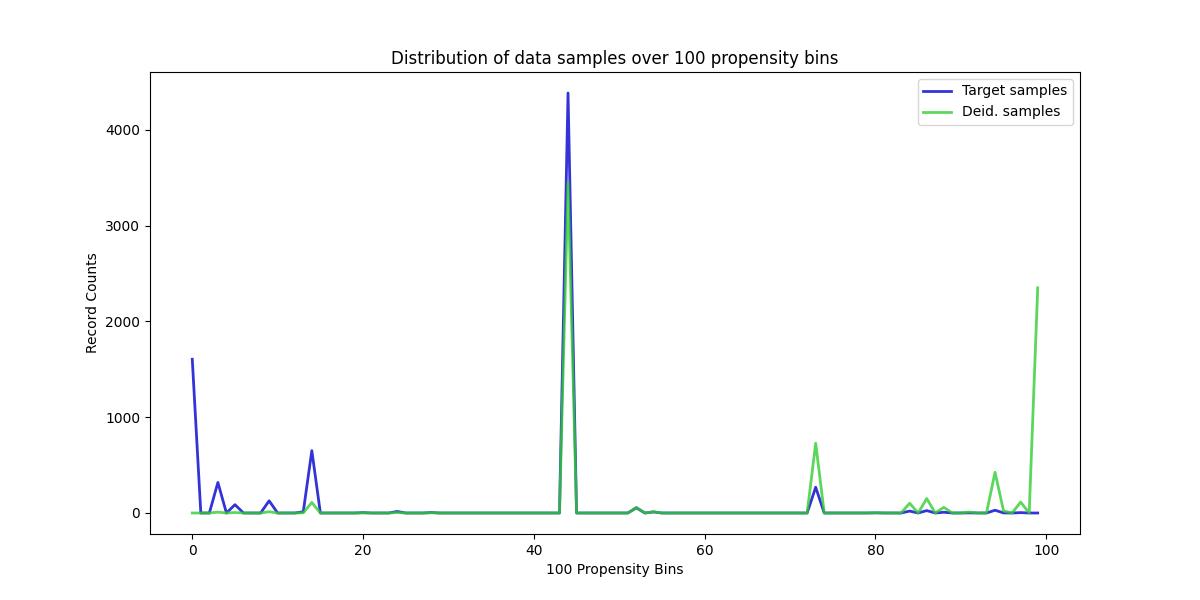 Distribution of data samples over 100 propensity bins
Target samples
Deid. samples
Record Counts
4000
3000
2000
1000
0
0 20 40 60 80 100
100 Propensity Bins